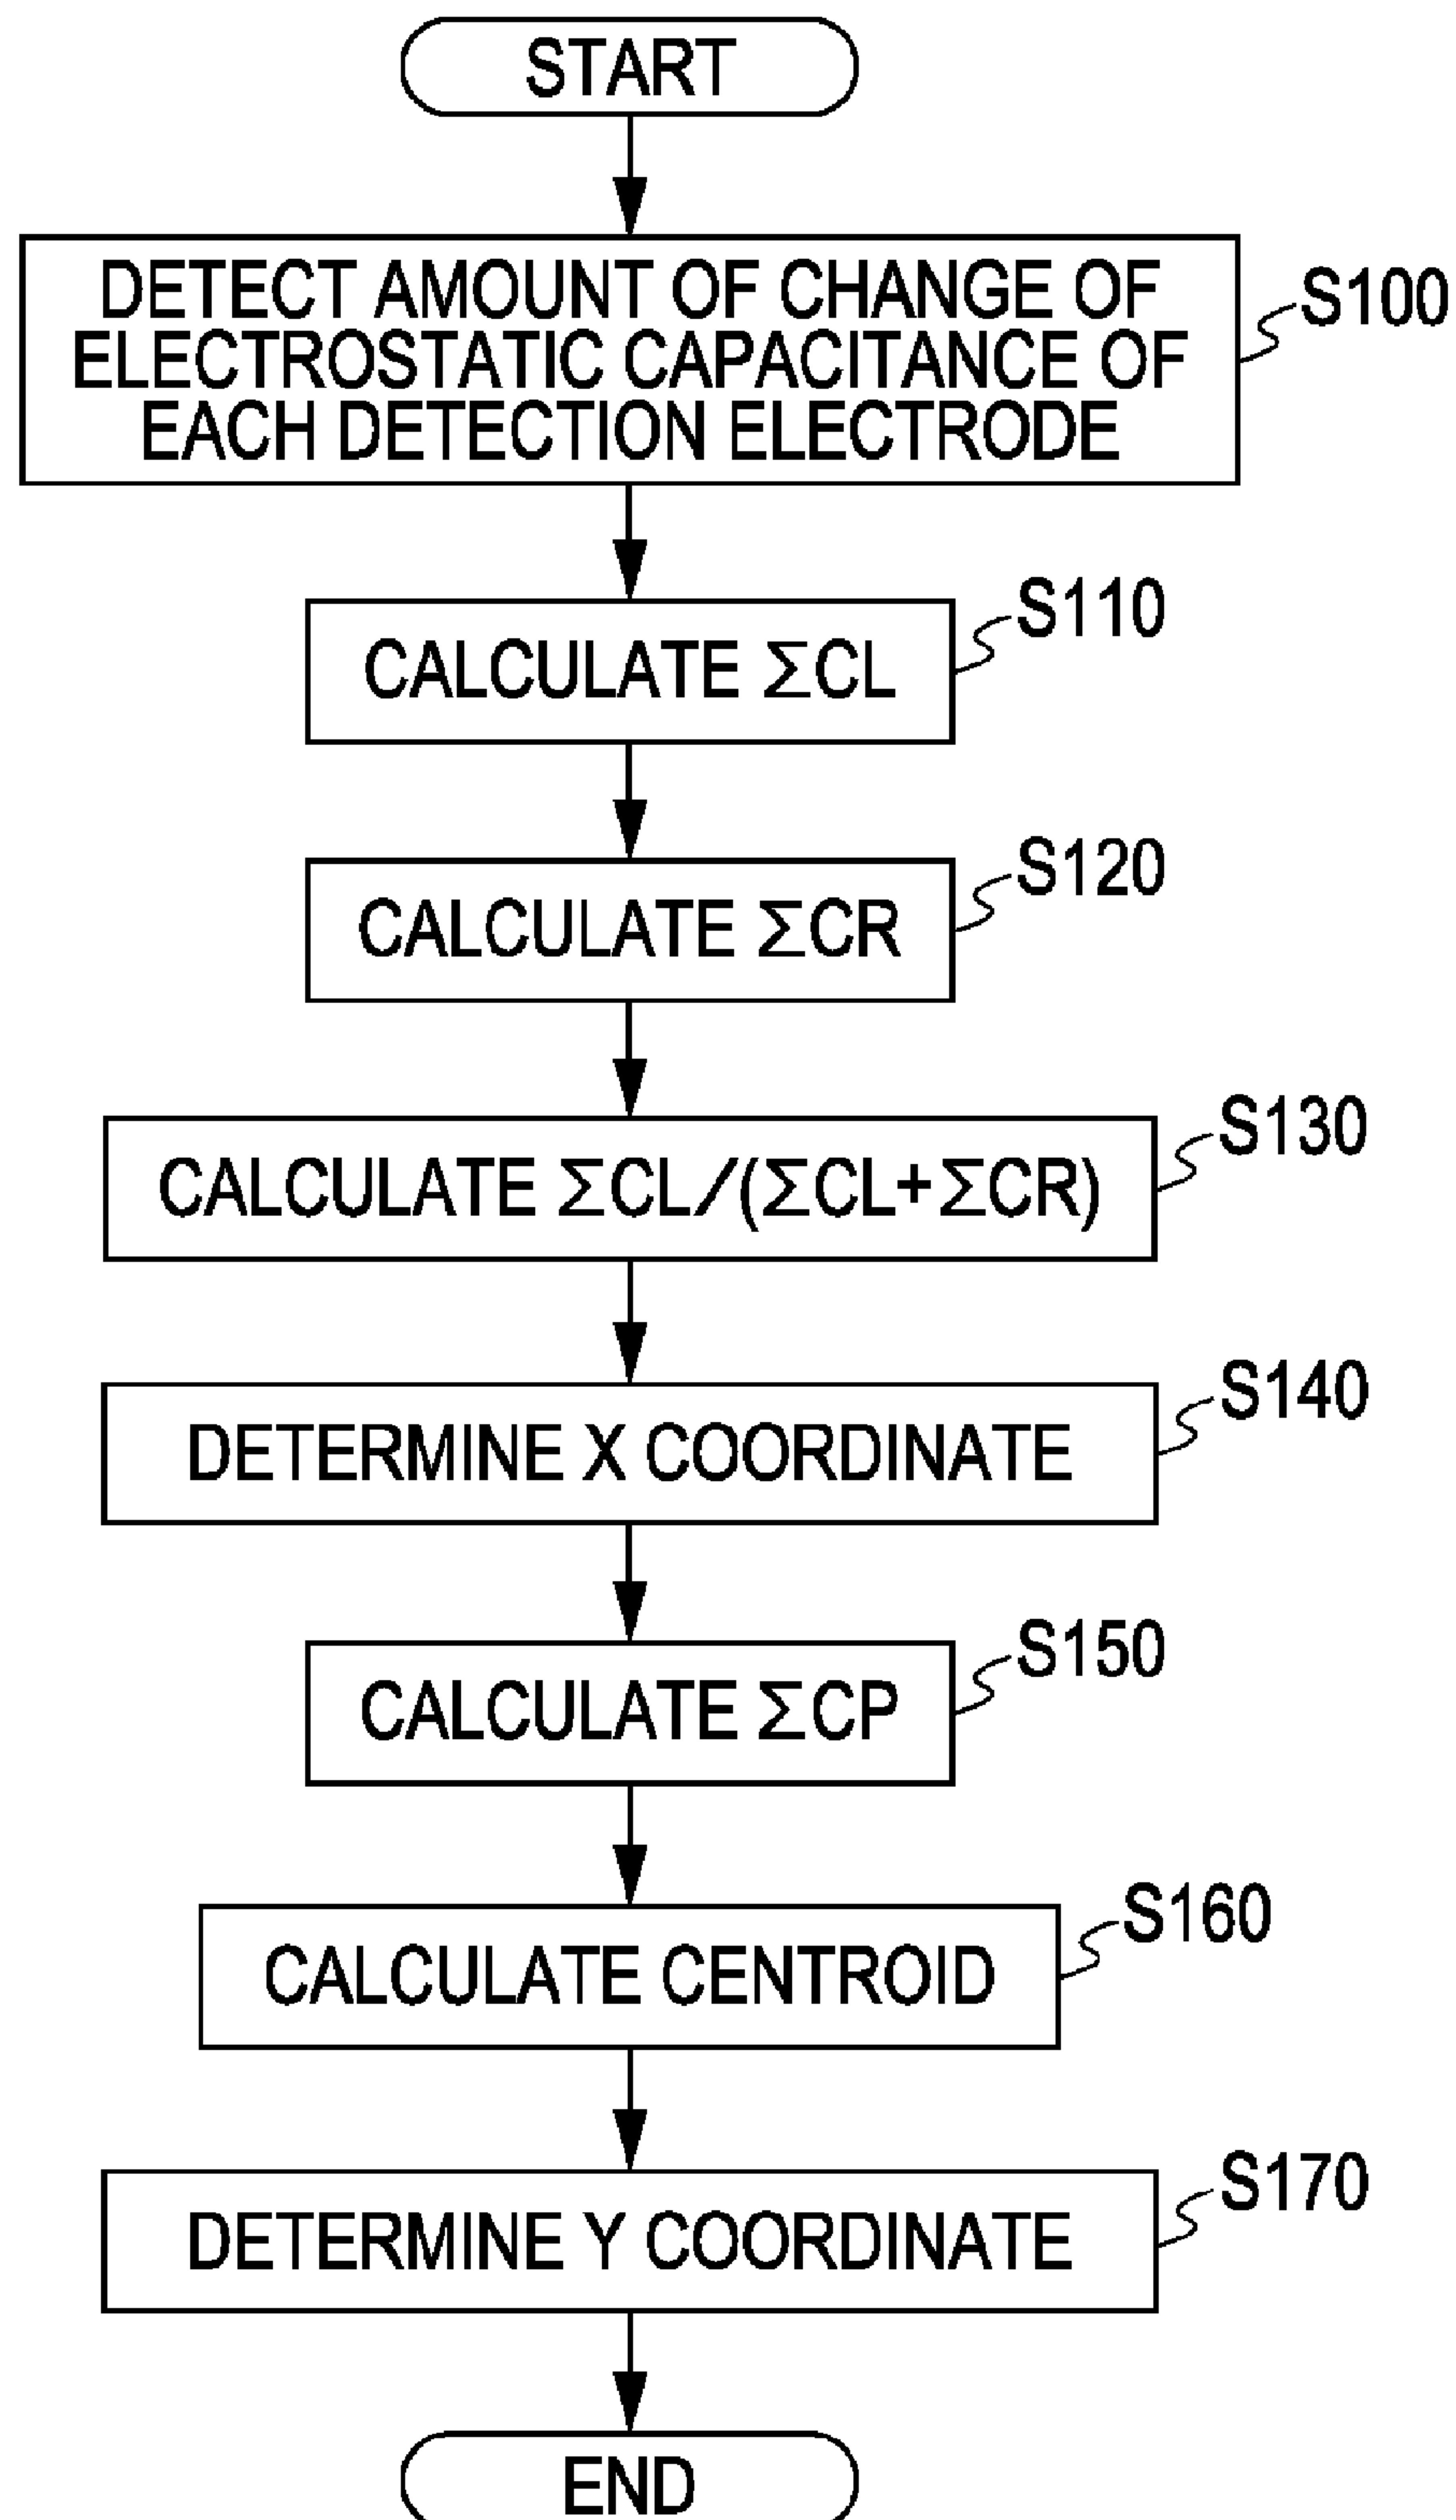 START
DETECT AMOUNT OF CHANGE OF
ELECTROSTATIC CAPACITANCE OF
EACH DETECTION ELECTRODE
S100
CALCULATE ΣCL
S110
CALCULATE ΣCR
S120
CALCULATE ΣCL/(ΣCL+ΣCR)
S130
DETERMINE X COORDINATE
S140
CALCULATE ΣCP
S150
CALCULATE CENTROID
S160
DETERMINE Y COORDINATE
S170
END